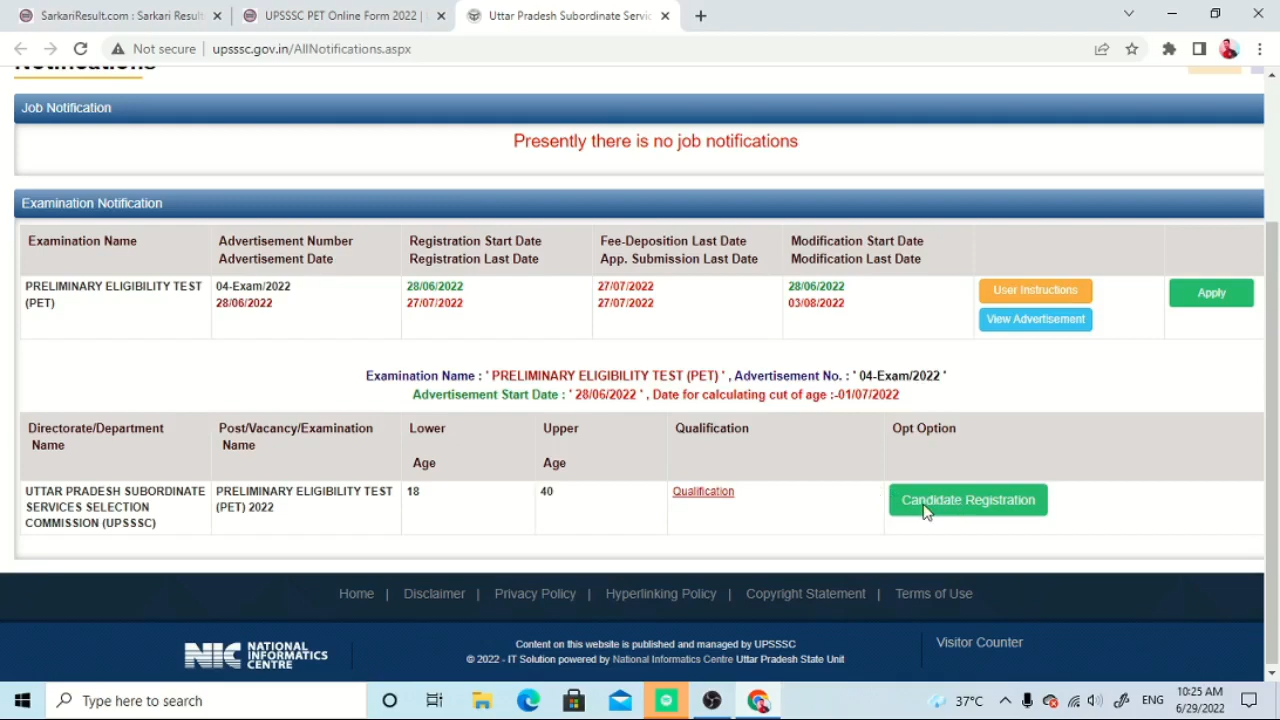 SarkariResult.com : Sarkari Result
UPSSSC PET Online Form 2022 |
Uttar Pradesh Subordinate Servic
Not secure | upsssc.gov.in/AllNotifications.aspx
Notifications
Job Notification
Presently there is no job notifications
Examination Notification
Examination Name
Advertisement Number
Advertisement Date
Registration Start Date
Registration Last Date
Fee-Deposition Last Date
App. Submission Last Date
Modification Start Date
Modification Last Date
PRELIMINARY ELIGIBILITY TEST
(PET)
04-Exam/2022
28/06/2022
28/06/2022
27/07/2022
27/07/2022
27/07/2022
28/06/2022
03/08/2022
User Instructions
View Advertisement
Apply
Examination Name : ' PRELIMINARY ELIGIBILITY TEST (PET) ' , Advertisement No. : ' 04-Exam/2022 '
Advertisement Start Date : ' 28/06/2022 ' , Date for calculating cut of age :-01/07/2022
Directorate/Department
Name
Post/Vacancy/Examination
Name
Lower
Age
Upper
Age
Qualification
Opt Option
UTTAR PRADESH SUBORDINATE
SERVICES SELECTION
COMMISSION (UPSSSC)
PRELIMINARY ELIGIBILITY TEST
(PET) 2022
18
40
Qualification
Candidate Registration
Home | Disclaimer | Privacy Policy | Hyperlinking Policy | Copyright Statement | Terms of Use
NIC NATIONAL
INFORMATICS
CENTRE
Content on this website is published and managed by UPSSSC
© 2022 - IT Solution powered by National Informatics Centre Uttar Pradesh State Unit
Visitor Counter
Type here to search
37°C
ENG
10:25 AM
6/29/2022